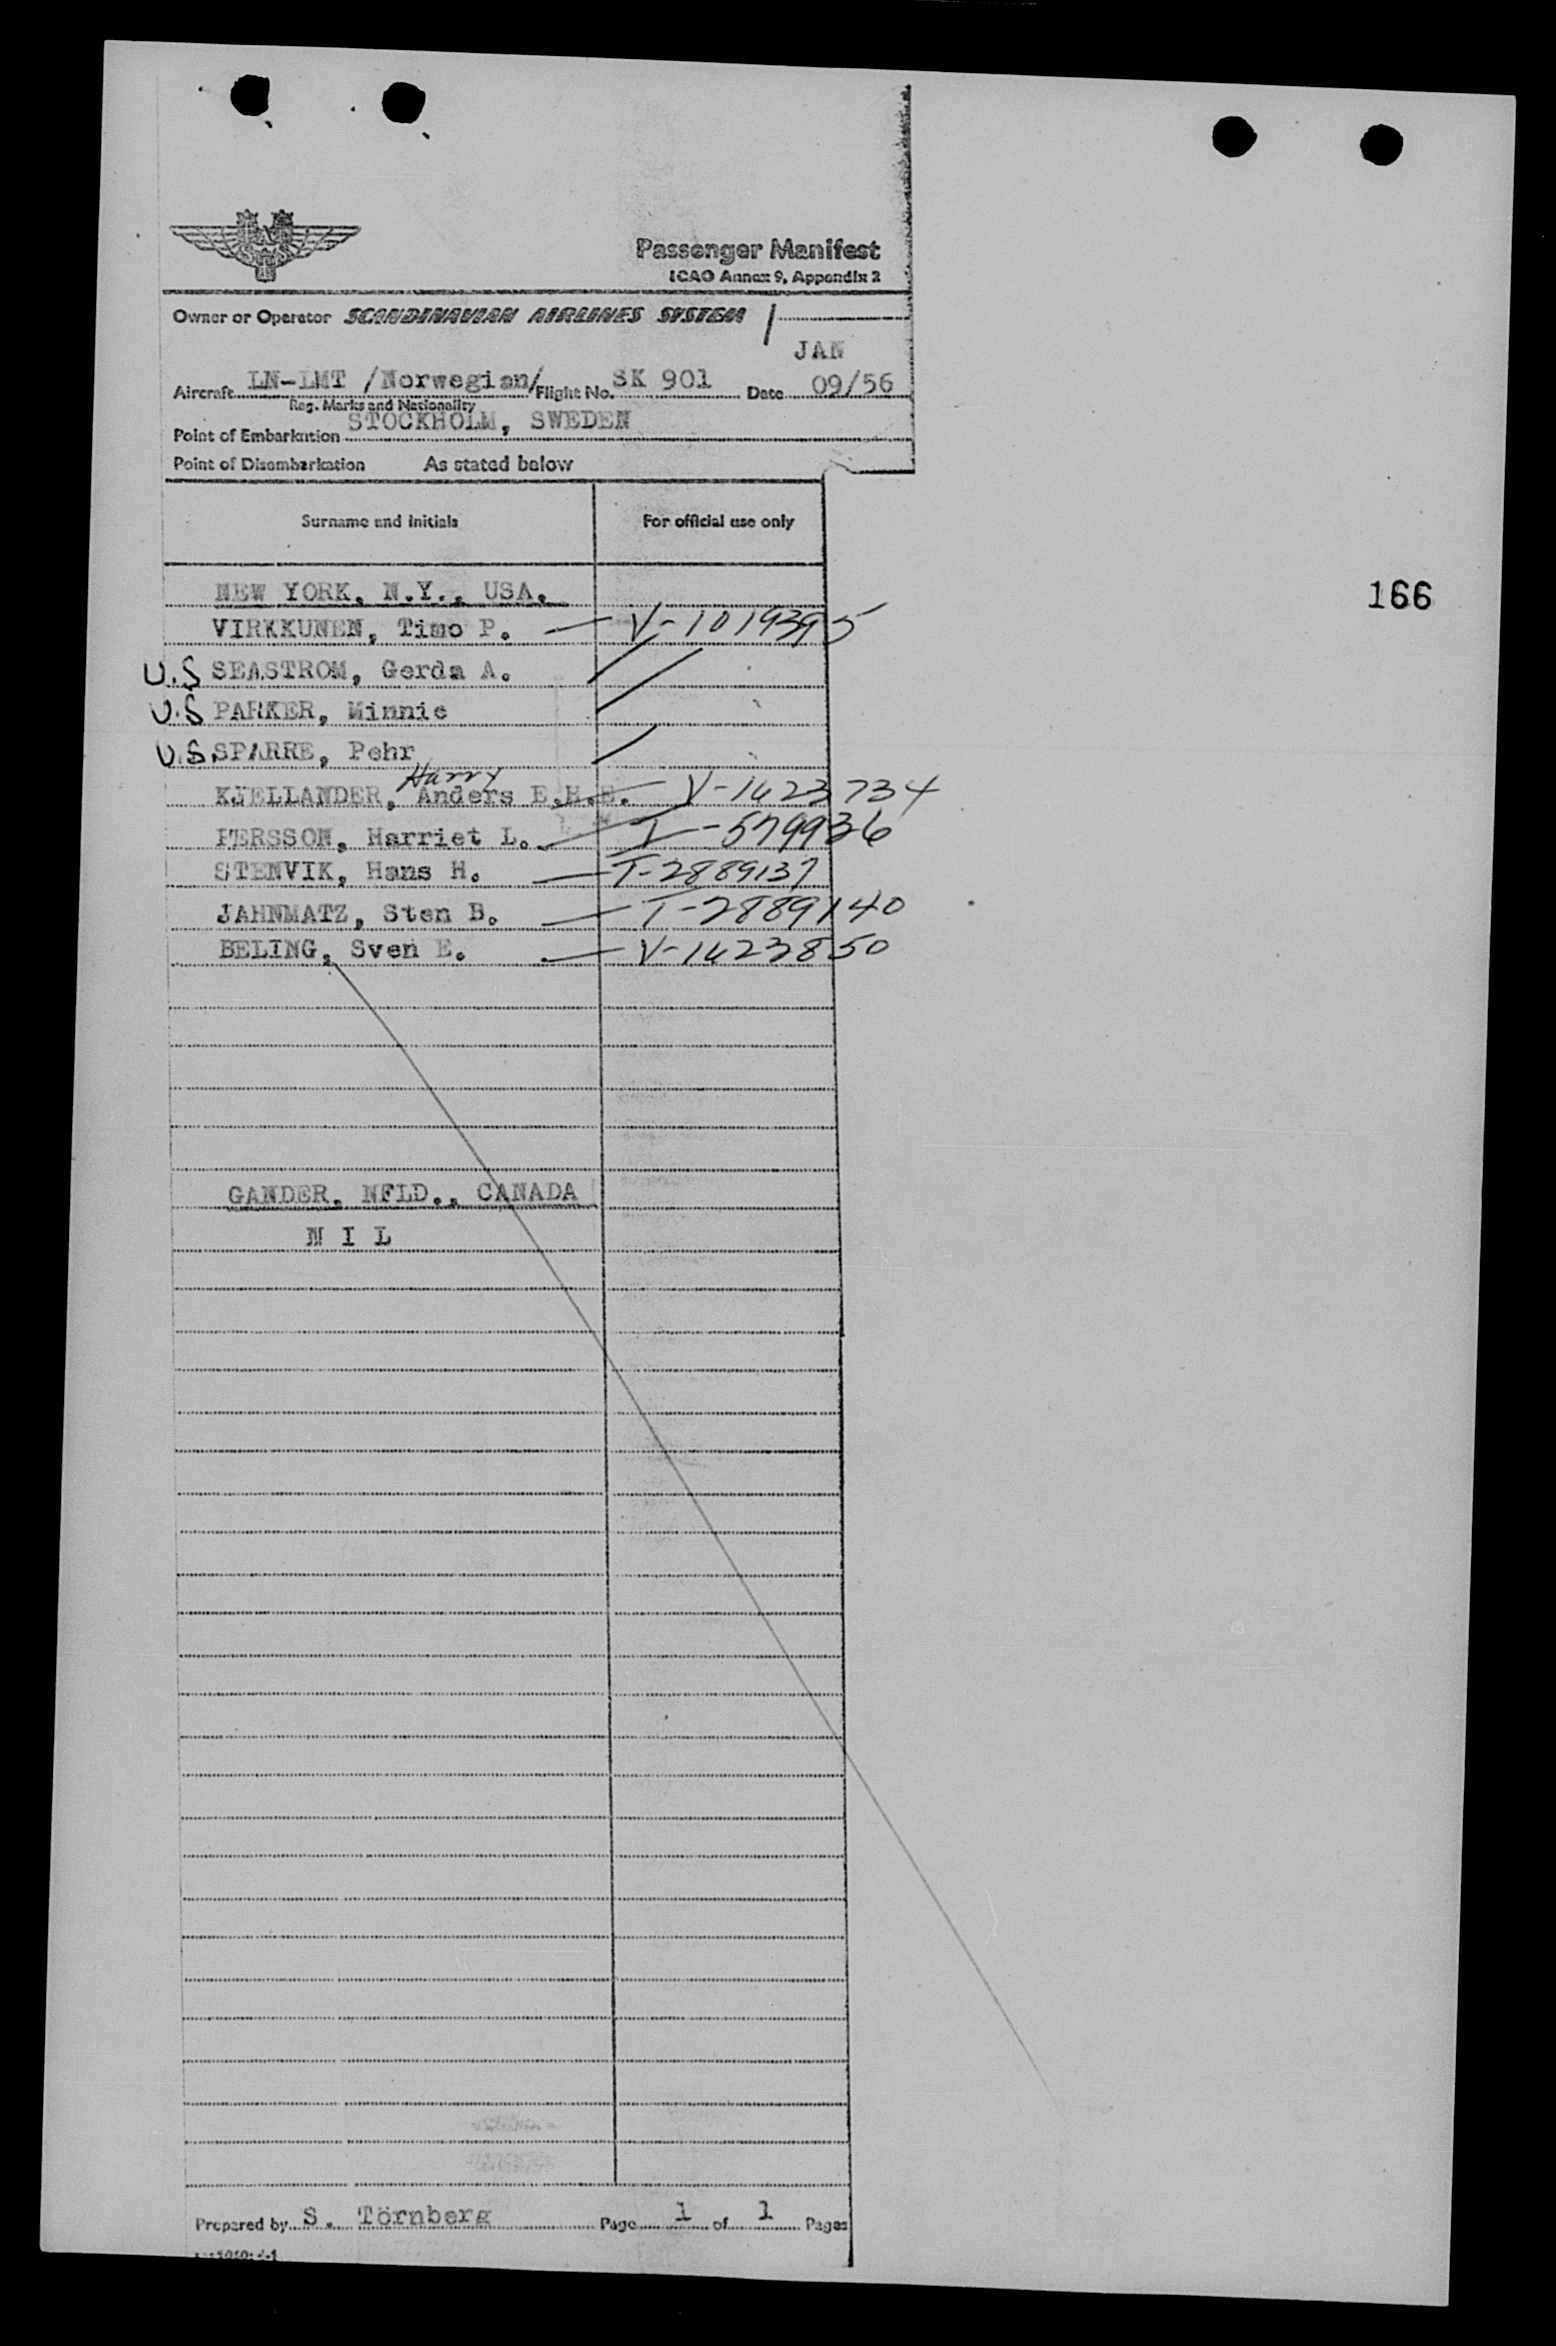 Passenger Manifest
ICAO Annex 9, Appendix 2
Owner or Operator SCANDINAVIAN AIRLINES SYSTEM
JAN
Aircraft LN-LMT /Norwegian/ Flight No. SK 901 Date 09/56
Reg. Marks and Nationality
Point of Embarkation STOCKHOLM, SWEDEN
Point of Disembarkation As stated below
Surname and initials For official use only
NEW YORK, N.Y., USA.
166
VIRKKUNEN, Timo P. V-1019395
U.S SEASTROM, Gerda A.
U.S PARKER, Minnie
U.S. SPARRE, Pehr
Harry
KJELLANDER, Anders E.H.E. V-1423734
PERSSON, Harriet L. T-579936
STENVIK, Hans H. T-2889137
JAHNMATZ, Sten B. T-2889140
BELING, Sven E. V-1423850
GANDER, NFLD., CANADA
N I L
Prepared by S. Törnberg Page 1 of 1 Pages